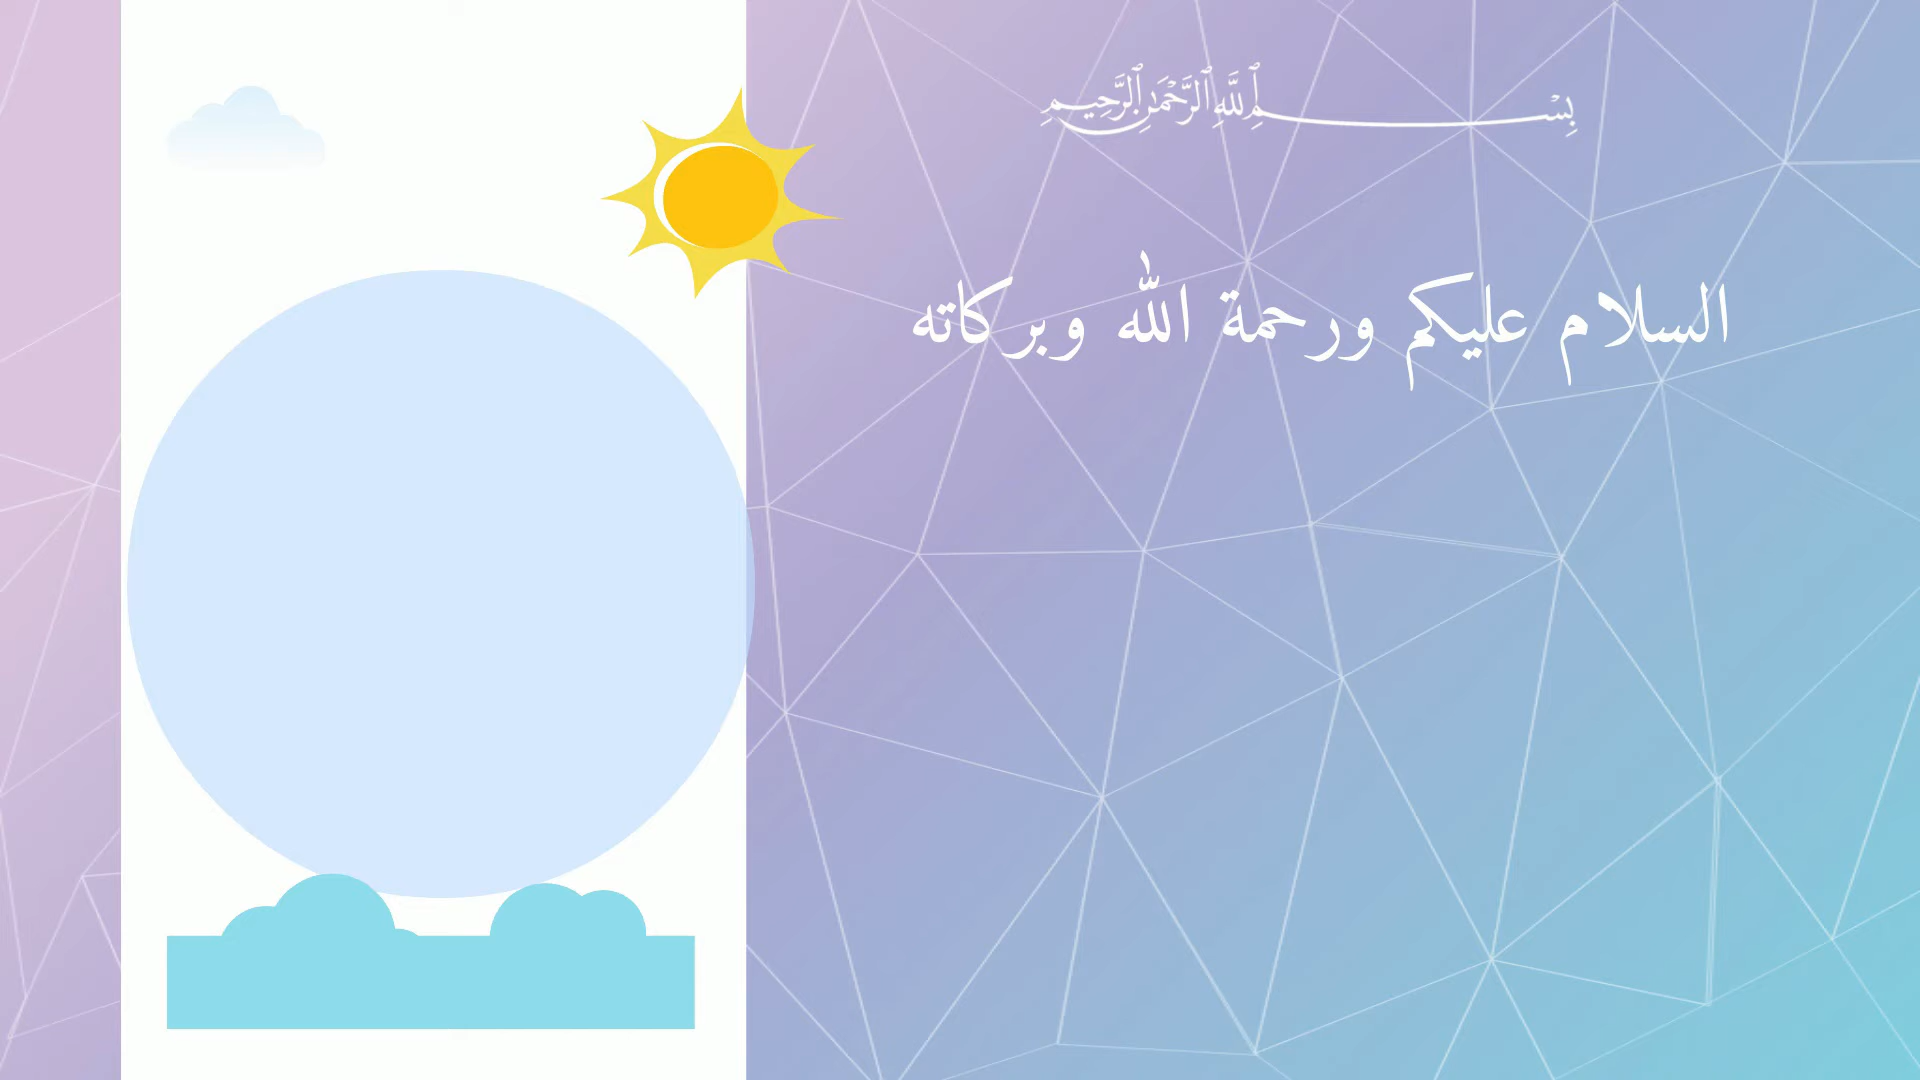 بِسْمِ ٱللَّهِ ٱلرَّحْمَٰنِ ٱلرَّحِيمِ
السلام عليكم ورحمة الله وبركاته